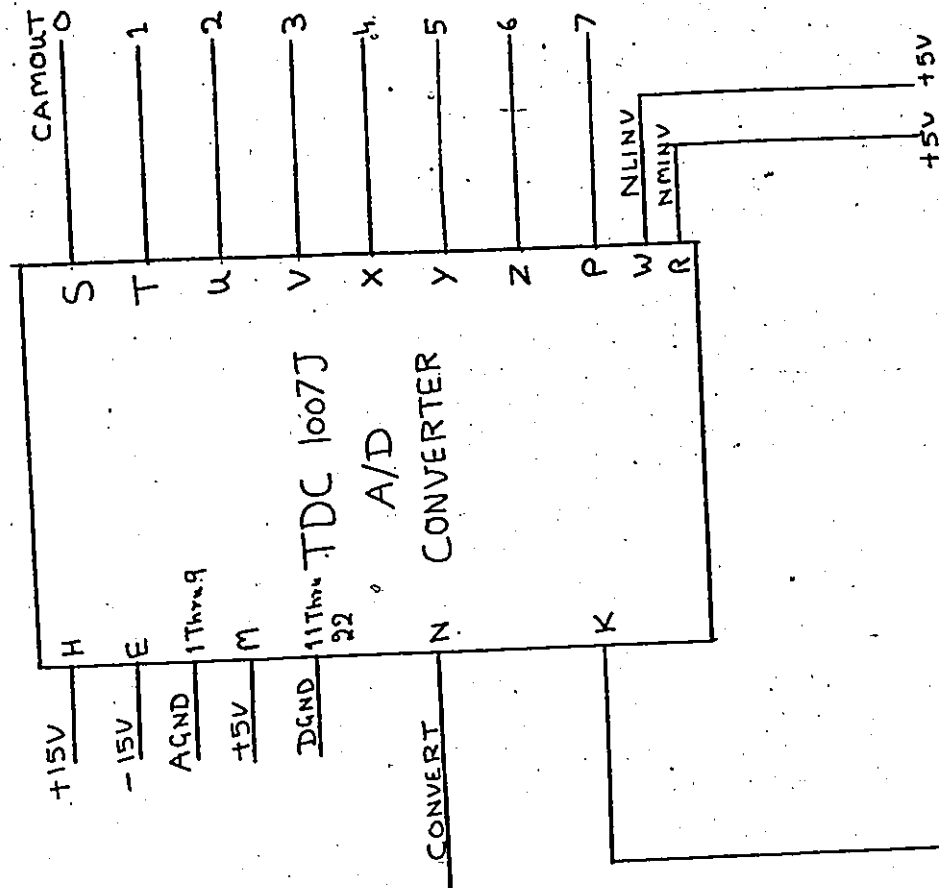 CAMOUT
0
1
2
3
4
5
6
7
S
T
U
V
X
Y
Z
P
W
R
NLINV
NMINV
+5V
+5V
TDC 1007J
A/D
CONVERTER
+15V
H
-15V
E
AGND
1 Thru 9
+5V
M
DGND
11 Thru
22
CONVERT
N
K